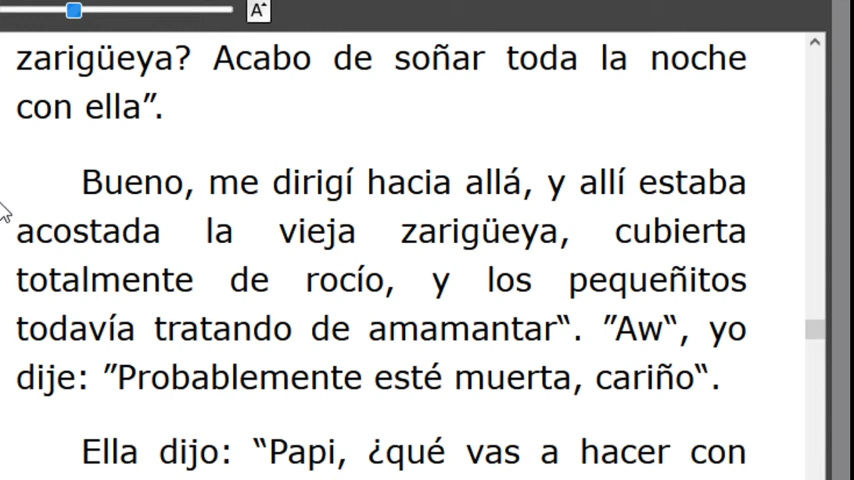 A
zarigüeya? Acabo de soñar toda la noche
con ella”.
Bueno, me dirigí hacia allá, y allí estaba
acostada la vieja zarigüeya, cubierta
totalmente de rocío, y los pequeñitos
todavía tratando de amamantar“. ”Aw“, yo
dije: ”Probablemente esté muerta, cariño“.
Ella dijo: “Papi, ¿qué vas a hacer con